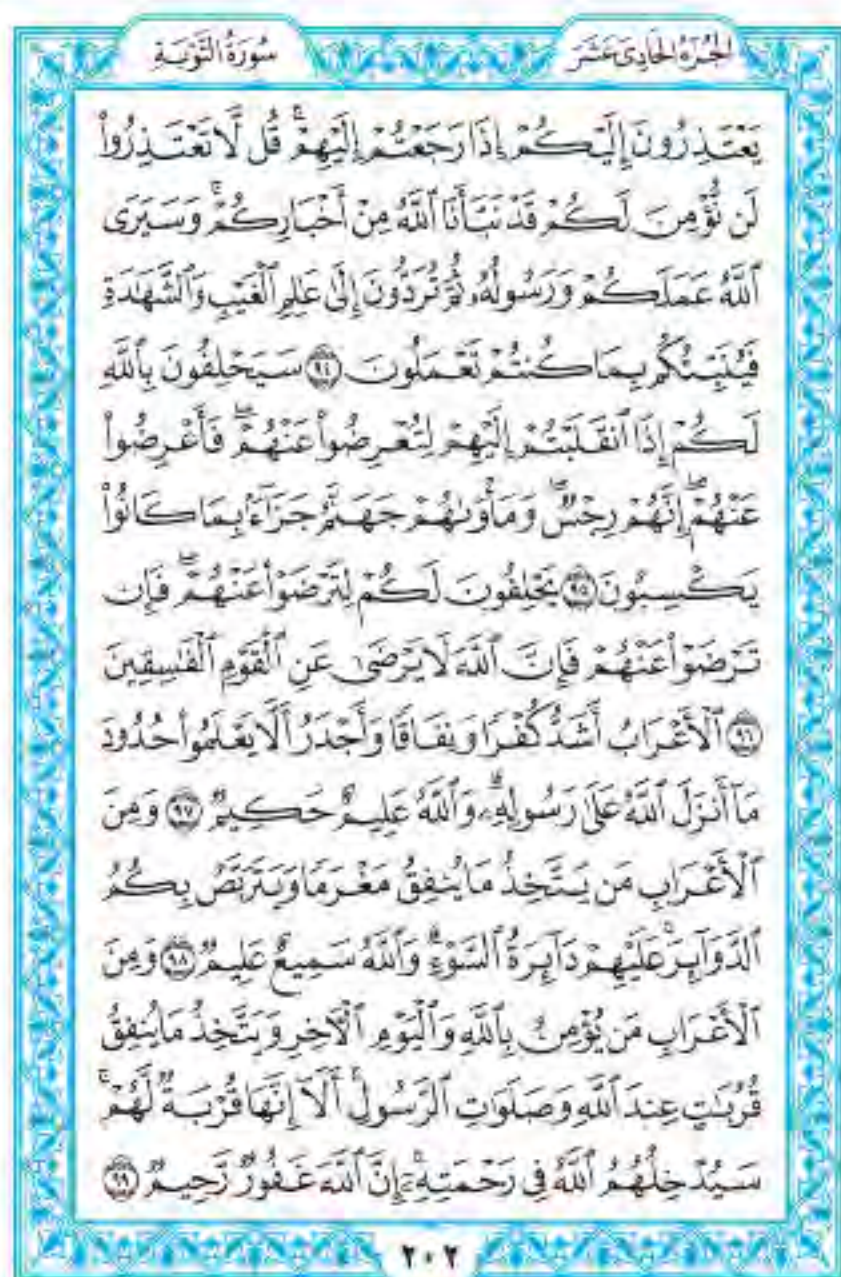 الجُزْءُ الحَادِي عَشَر
سُورَةُ التَّوْبَة
يَعْتَذِرُونَ إِلَيْكُمْ إِذَا رَجَعْتُمْ إِلَيْهِمْ ۚ قُل لَّا تَعْتَذِرُوا۟
لَن نُّؤْمِنَ لَكُمْ قَدْ نَبَّأَنَا ٱللَّهُ مِنْ أَخْبَارِكُمْ ۚ وَسَيَرَى
ٱللَّهُ عَمَلَكُمْ وَرَسُولُهُۥ ثُمَّ تُرَدُّونَ إِلَىٰ عَٰلِمِ ٱلْغَيْبِ وَٱلشَّهَٰدَةِ
فَيُنَبِّئُكُم بِمَا كُنتُمْ تَعْمَلُونَ ۝٩٤ سَيَحْلِفُونَ بِٱللَّهِ
لَكُمْ إِذَا ٱنقَلَبْتُمْ إِلَيْهِمْ لِتُعْرِضُوا۟ عَنْهُمْ ۖ فَأَعْرِضُوا۟
عَنْهُمْ ۖ إِنَّهُمْ رِجْسٌ ۖ وَمَأْوَىٰهُمْ جَهَنَّمُ جَزَآءًۢ بِمَا كَانُوا۟
يَكْسِبُونَ ۝٩٥ يَحْلِفُونَ لَكُمْ لِتَرْضَوْا۟ عَنْهُمْ ۖ فَإِن
تَرْضَوْا۟ عَنْهُمْ فَإِنَّ ٱللَّهَ لَا يَرْضَىٰ عَنِ ٱلْقَوْمِ ٱلْفَٰسِقِينَ
۝٩٦ ٱلْأَعْرَابُ أَشَدُّ كُفْرًا وَنِفَاقًا وَأَجْدَرُ أَلَّا يَعْلَمُوا۟ حُدُودَ
مَآ أَنزَلَ ٱللَّهُ عَلَىٰ رَسُولِهِۦ ۗ وَٱللَّهُ عَلِيمٌ حَكِيمٌ ۝٩٧ وَمِنَ
ٱلْأَعْرَابِ مَن يَتَّخِذُ مَا يُنفِقُ مَغْرَمًا وَيَتَرَبَّصُ بِكُمُ
ٱلدَّوَآئِرَ ۚ عَلَيْهِمْ دَآئِرَةُ ٱلسَّوْءِ ۗ وَٱللَّهُ سَمِيعٌ عَلِيمٌ ۝٩٨ وَمِنَ
ٱلْأَعْرَابِ مَن يُؤْمِنُ بِٱللَّهِ وَٱلْيَوْمِ ٱلْءَاخِرِ وَيَتَّخِذُ مَا يُنفِقُ
قُرُبَٰتٍ عِندَ ٱللَّهِ وَصَلَوَٰتِ ٱلرَّسُولِ ۚ أَلَآ إِنَّهَا قُرْبَةٌ لَّهُمْ ۚ
سَيُدْخِلُهُمُ ٱللَّهُ فِى رَحْمَتِهِۦٓ ۗ إِنَّ ٱللَّهَ غَفُورٌ رَّحِيمٌ ۝٩٩
٢٠٢